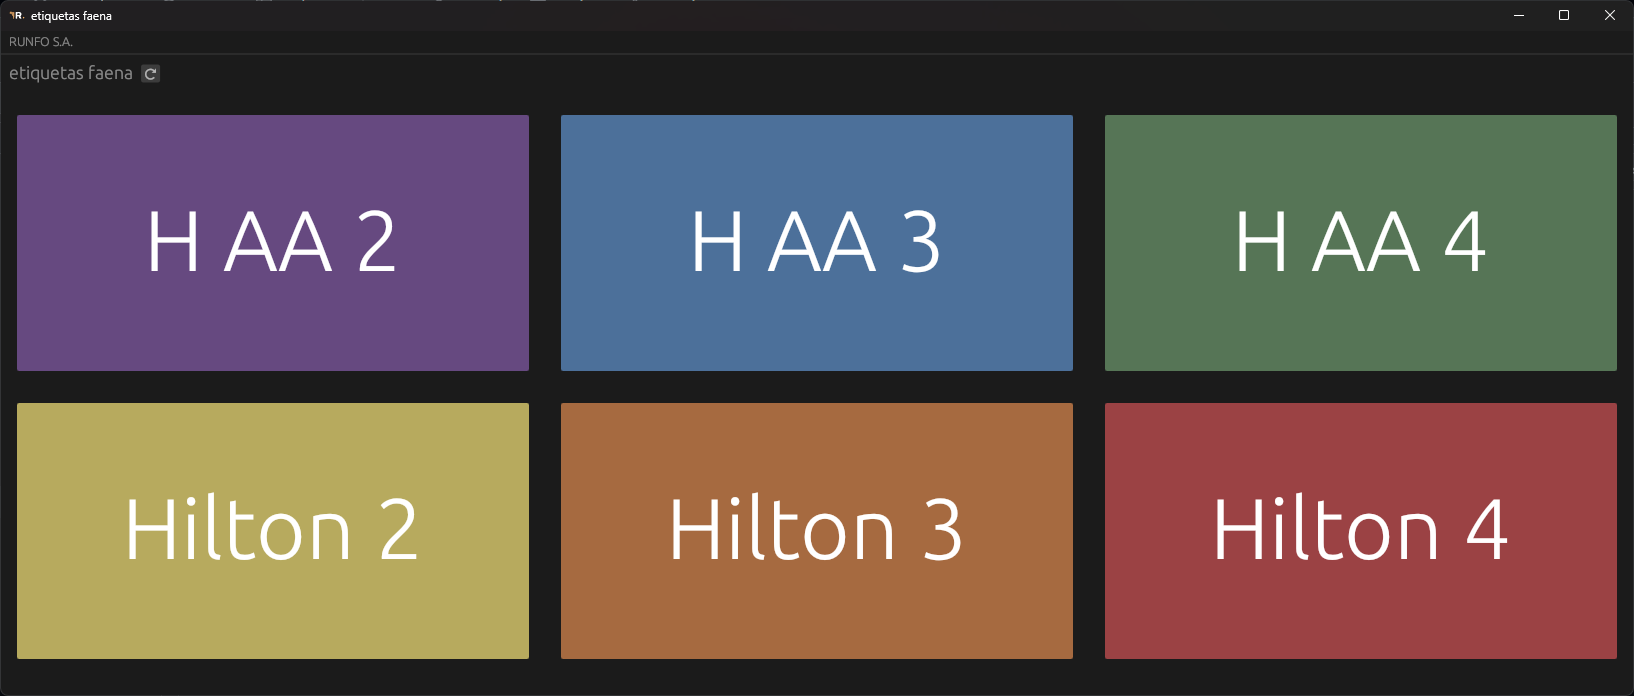 R. etiquetas faena
RUNFO S.A.
etiquetas faena
H AA 2
H AA 3
H AA 4
Hilton 2
Hilton 3
Hilton 4